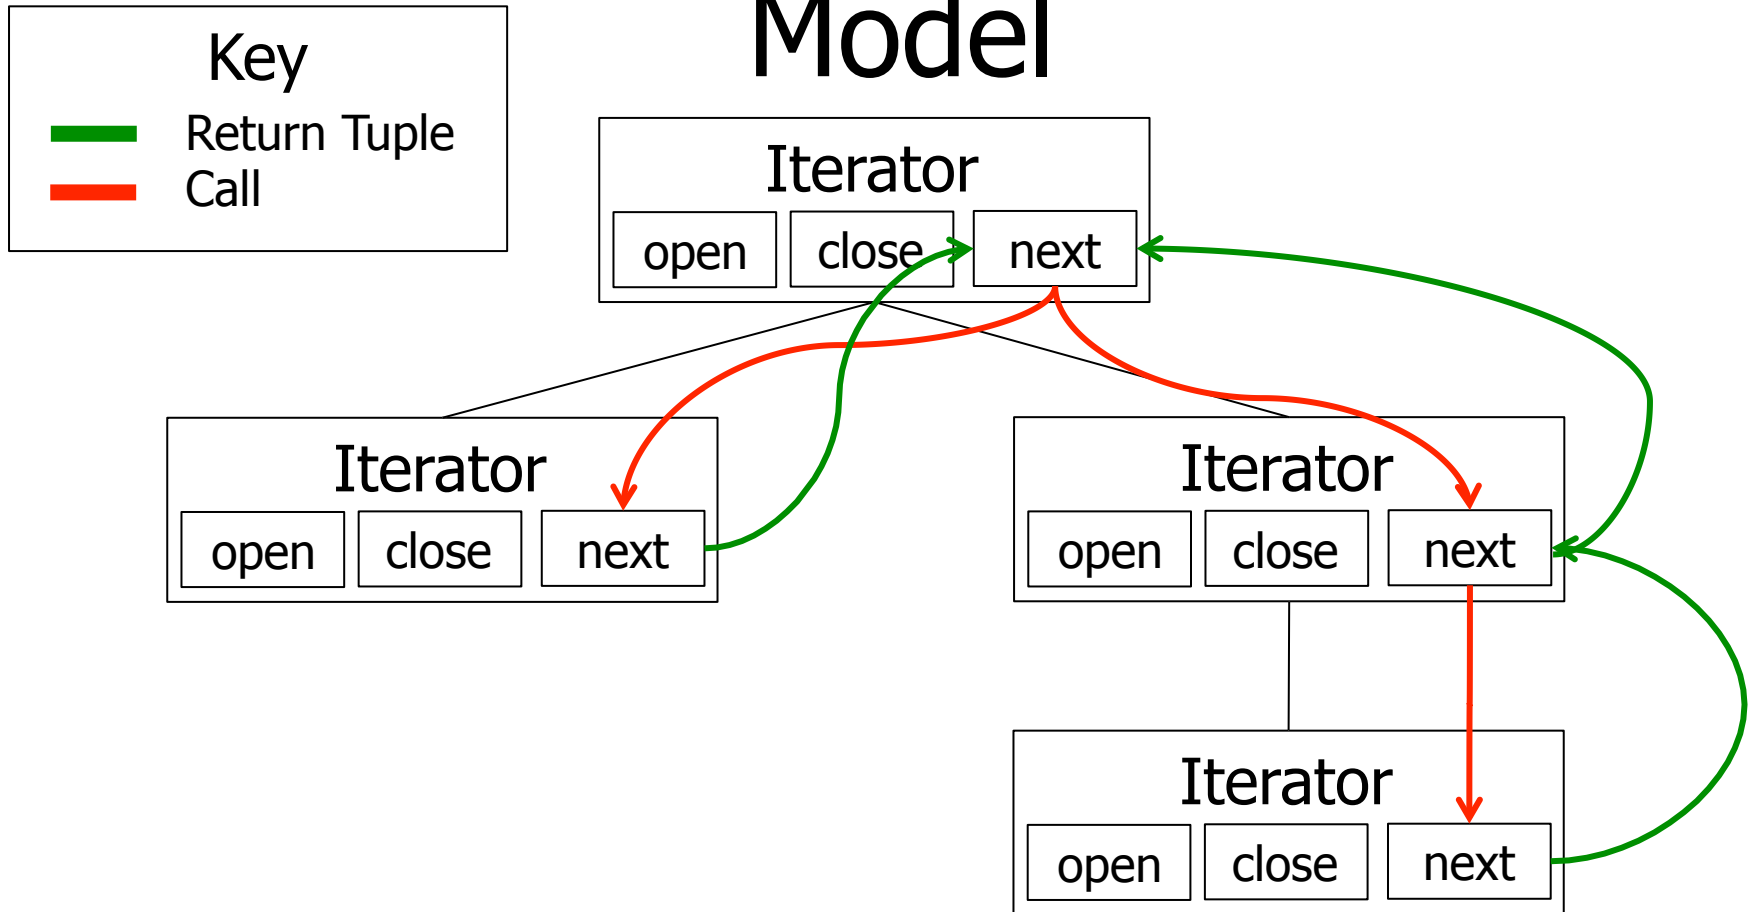 Model
Key
Return Tuple
Call
Iterator
open close next
Iterator
open close next
Iterator
open close next
Iterator
open close next